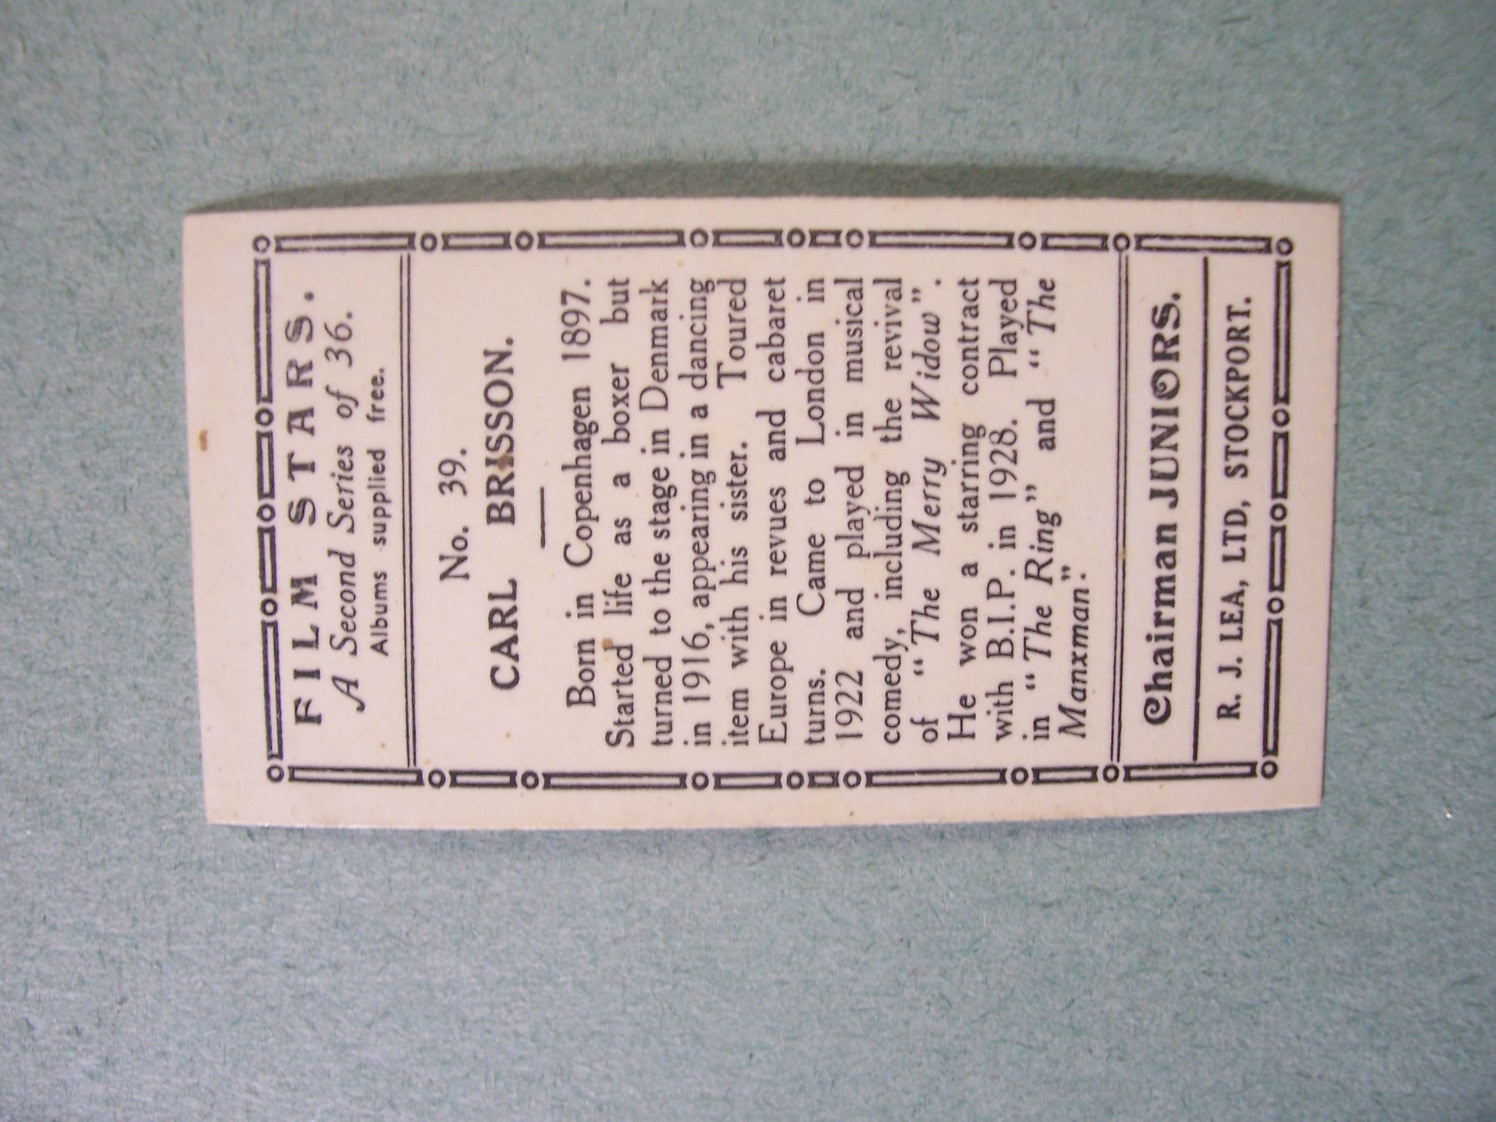 FILM STARS.
A Second Series of 36.
Albums supplied free.
No. 39.
CARL BRISSON.
Born in Copenhagen 1897.
Started life as a boxer but
turned to the stage in Denmark
in 1916, appearing in a dancing
item with his sister. Toured
Europe in revues and cabaret
turns. Came to London in
1922 and played in musical
comedy, including the revival
of "The Merry Widow".
He won a starring contract
with B.I.P. in 1928. Played
in "The Ring" and "The
Manxman".
Chairman JUNIORS.
R. J. LEA, LTD, STOCKPORT.